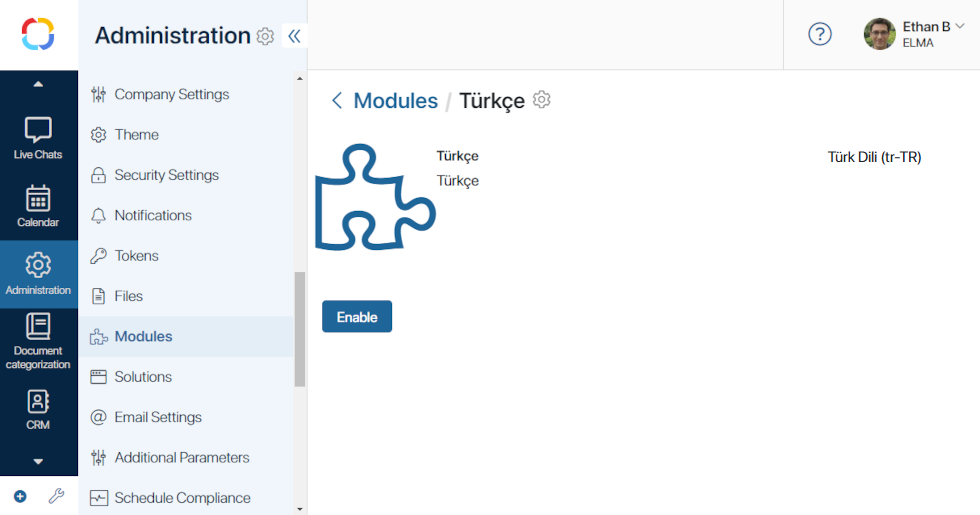 Administration
Ethan B
ELMA
Live Chats
Calendar
Administration
Document
categorization
CRM
Company Settings
Theme
Security Settings
Notifications
Tokens
Files
Modules
Solutions
Email Settings
Additional Parameters
Schedule Compliance
Modules / Türkçe
Türkçe
Türkçe
Türk Dili (tr-TR)
Enable